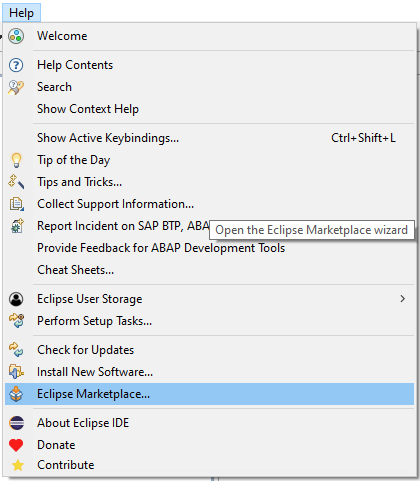 Help
Welcome
Help Contents
Search
Show Context Help
Show Active Keybindings... Ctrl+Shift+L
Tip of the Day
Tips and Tricks...
Collect Support Information...
Report Incident on SAP BTP, ABA
Open the Eclipse Marketplace wizard
Provide Feedback for ABAP Development Tools
Cheat Sheets...
Eclipse User Storage
Perform Setup Tasks...
Check for Updates
Install New Software...
Eclipse Marketplace...
About Eclipse IDE
Donate
Contribute